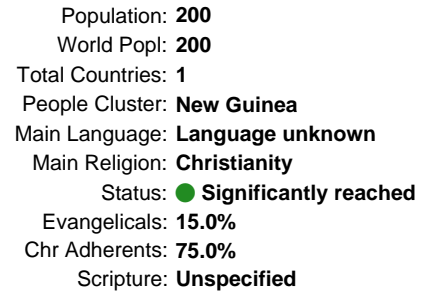 Population: 200
World Popl: 200
Total Countries: 1
People Cluster: New Guinea
Main Language: Language unknown
Main Religion: Christianity
Status: Significantly reached
Evangelicals: 15.0%
Chr Adherents: 75.0%
Scripture: Unspecified